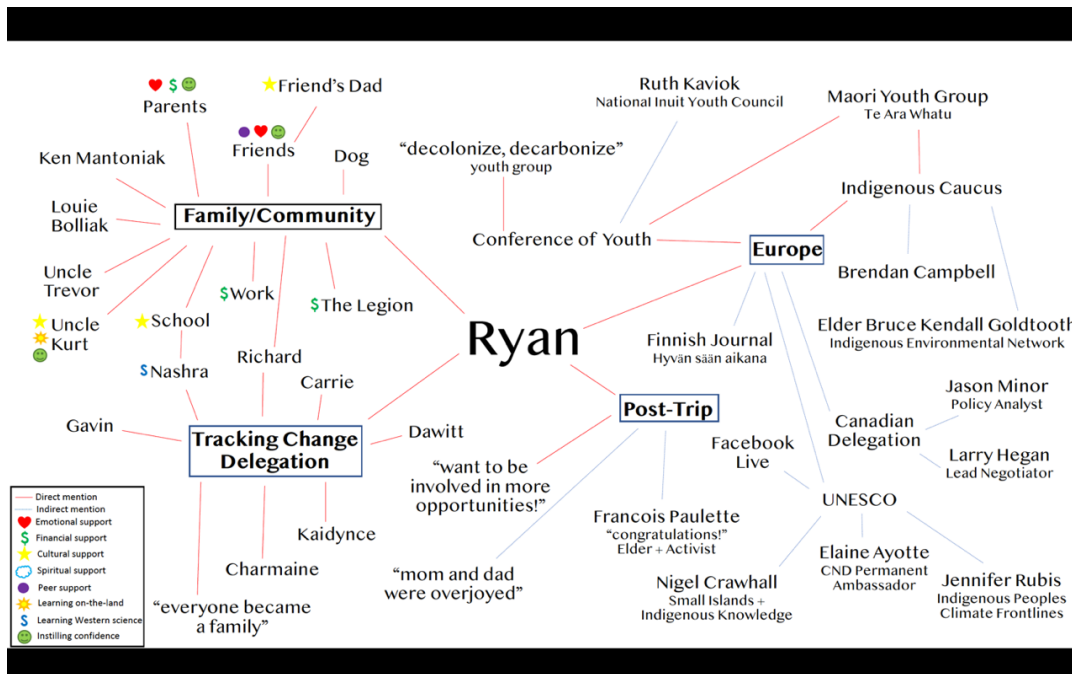 Parents
Friend's Dad
Friends
Dog
Ken Mantoniak
Family/Community
Louie
Bolliak
Uncle
Trevor
Uncle
Kurt
School
$Work
$The Legion
Nashra
Richard
Carrie
Gavin
Tracking Change
Delegation
Dawitt
Kaidynce
Charmaine
"everyone became
a family"
Ryan
Ruth Kaviok
National Inuit Youth Council
Maori Youth Group
Te Ara Whatu
"decolonize, decarbonize"
youth group
Indigenous Caucus
Conference of Youth
Europe
Brendan Campbell
Finnish Journal
Hyvän sään aikana
Elder Bruce Kendall Goldtooth
Indigenous Environmental Network
Jason Minor
Policy Analyst
Canadian
Delegation
Larry Hegan
Lead Negotiator
Facebook
Live
UNESCO
Elaine Ayotte
CND Permanent
Ambassador
Nigel Crawhall
Small Islands +
Indigenous Knowledge
Jennifer Rubis
Indigenous Peoples
Climate Frontlines
Post-Trip
"want to be
involved in more
opportunities!"
Francois Paulette
"congratulations!"
Elder + Activist
"mom and dad
were overjoyed"
Direct mention
Indirect mention
Emotional support
$ Financial support
Cultural support
Spiritual support
Peer support
Learning on-the-land
S Learning Western science
Instilling confidence